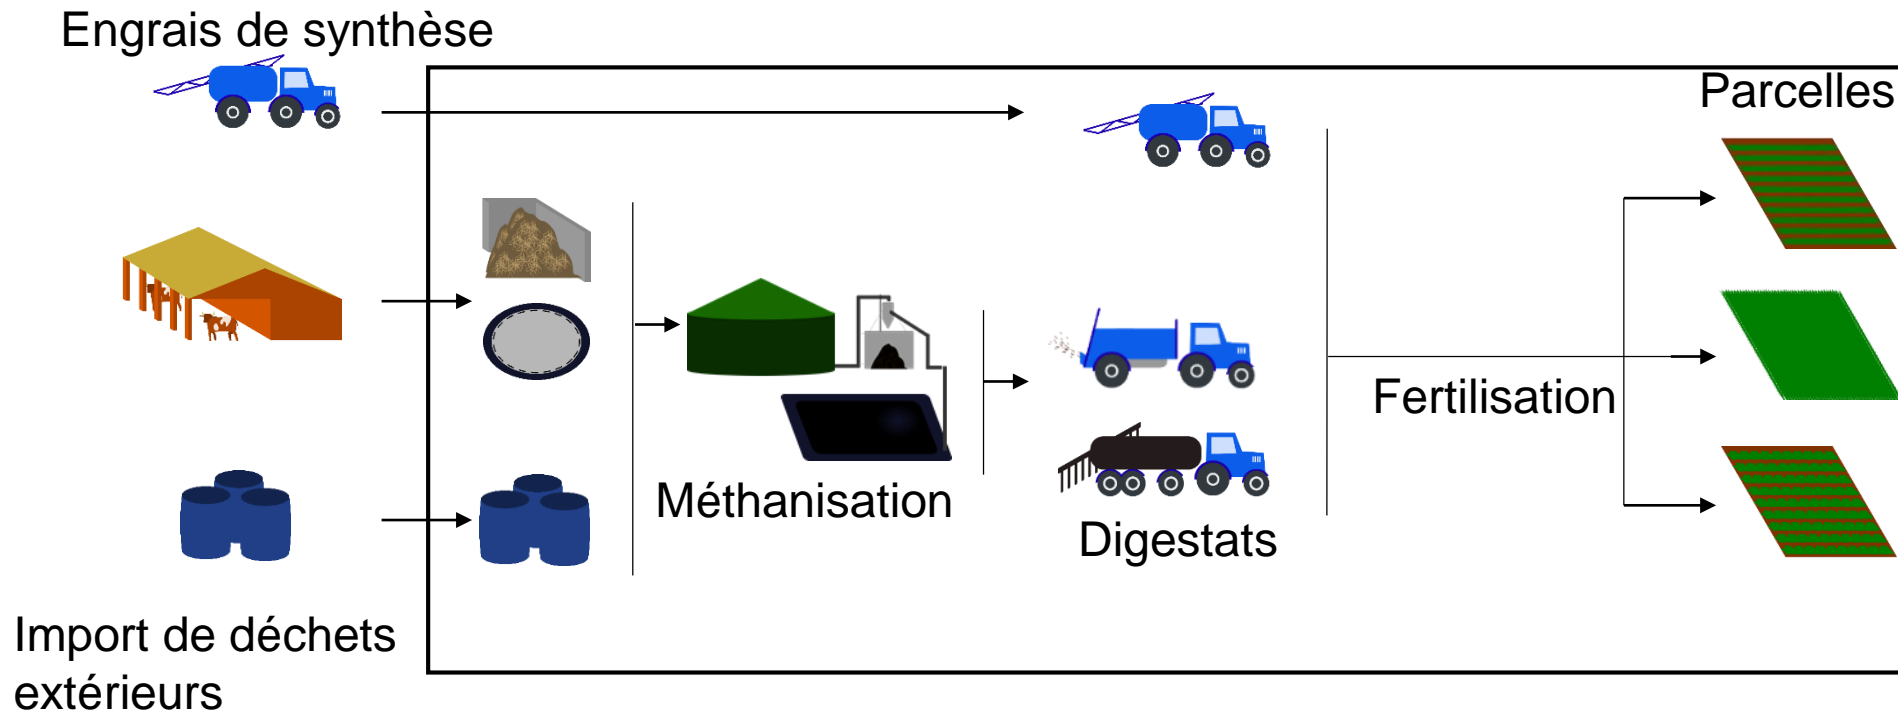 Engrais de synthèse
Parcelles
Fertilisation
Méthanisation
Digestats
Import de déchets
extérieurs